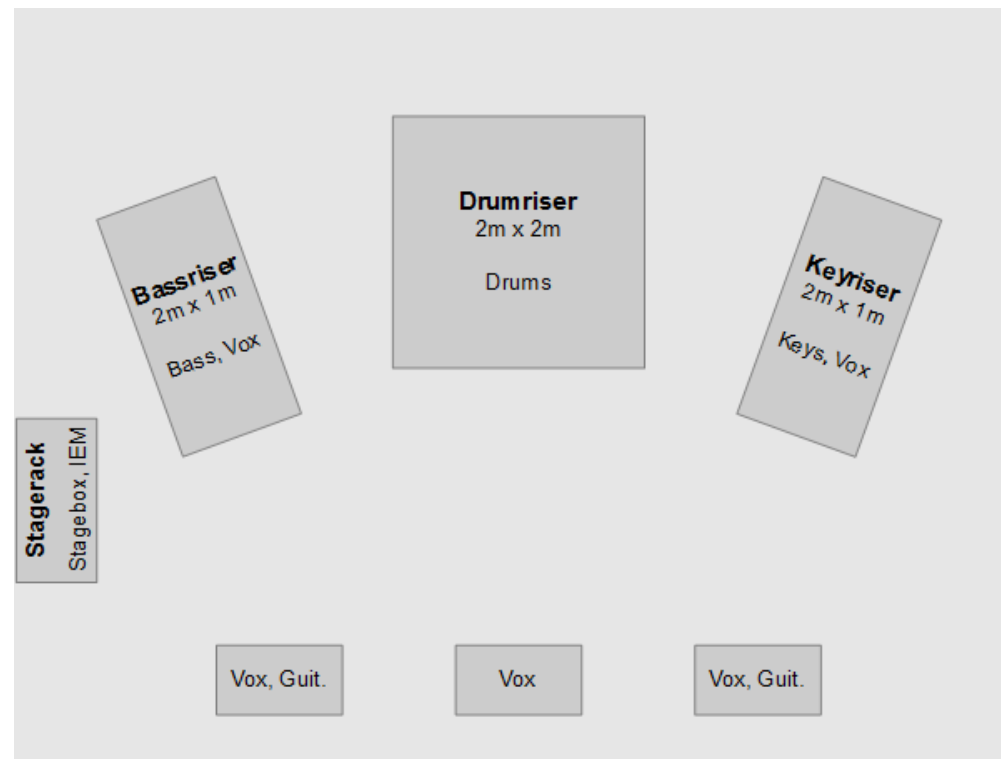 Drumriser
2m x 2m
Drums
Bassriser
2m x 1m
Bass, Vox
Keyriser
2m x 1m
Keys, Vox
Stagerack
Stagebox, IEM
Vox, Guit.
Vox
Vox, Guit.